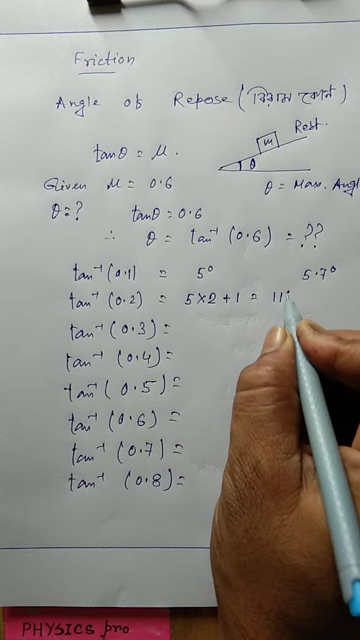 Friction
Angle of Repose (বিরাম কোন)
Rest.
m
tanθ = μ.
θ
Given μ = 0.6
θ = Max. Angl
θ = ? tanθ = 0.6
∴ θ = tan⁻¹ (0.6) = ??
tan⁻¹ (0.1) = 5° 5.7°
tan⁻¹ (0.2) = 5×2+1 = 11°
tan⁻¹ (0.3) =
tan⁻¹ (0.4) =
tan⁻¹ (0.5) =
tan⁻¹ (0.6) =
tan⁻¹ (0.7) =
tan⁻¹ (0.8) =
PHYSICS pro